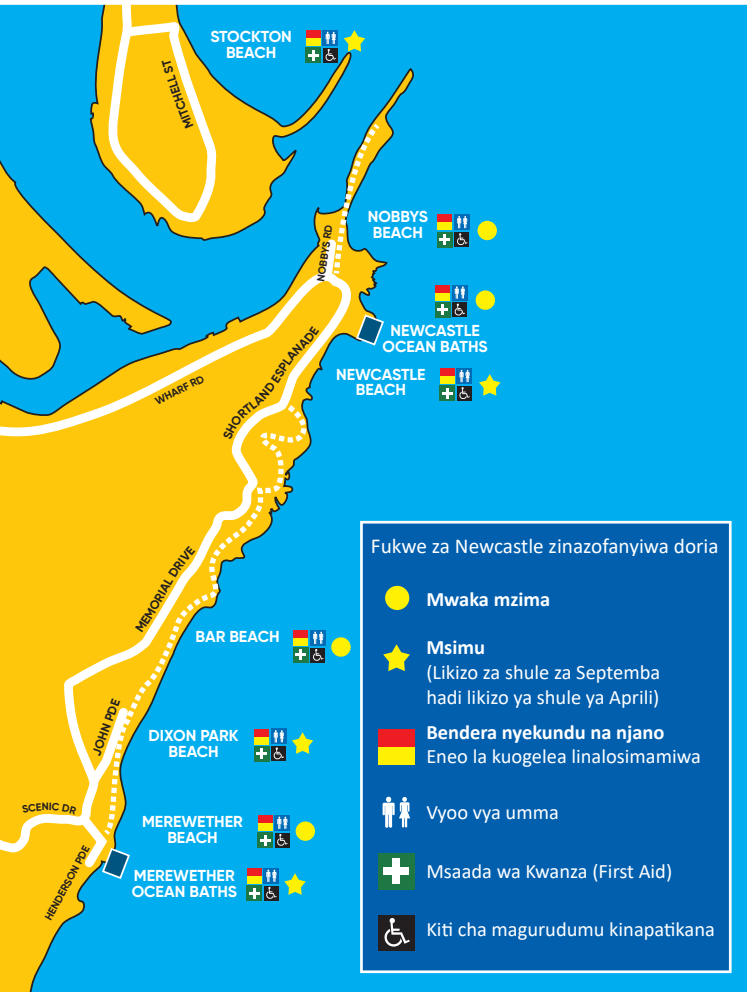 STOCKTON
BEACH
MITCHELL ST
NOBBYS
BEACH
NOBBYS RD
NEWCASTLE
OCEAN BATHS
NEWCASTLE
BEACH
SHORTLAND ESPLANADE
WHARF RD
MEMORIAL DRIVE
BAR BEACH
JOHN PDE
DIXON PARK
BEACH
SCENIC DR
MEREWETHER
BEACH
HENDERSON PDE
MEREWETHER
OCEAN BATHS
Fukwe za Newcastle zinazofanyiwa doria
Mwaka mzima
Msimu
(Likizo za shule za Septemba
hadi likizo ya shule ya Aprili)
Bendera nyekundu na njano
Eneo la kuogelea linalosimamiwa
Vyoo vya umma
Msaada wa Kwanza (First Aid)
Kiti cha magurudumu kinapatikana